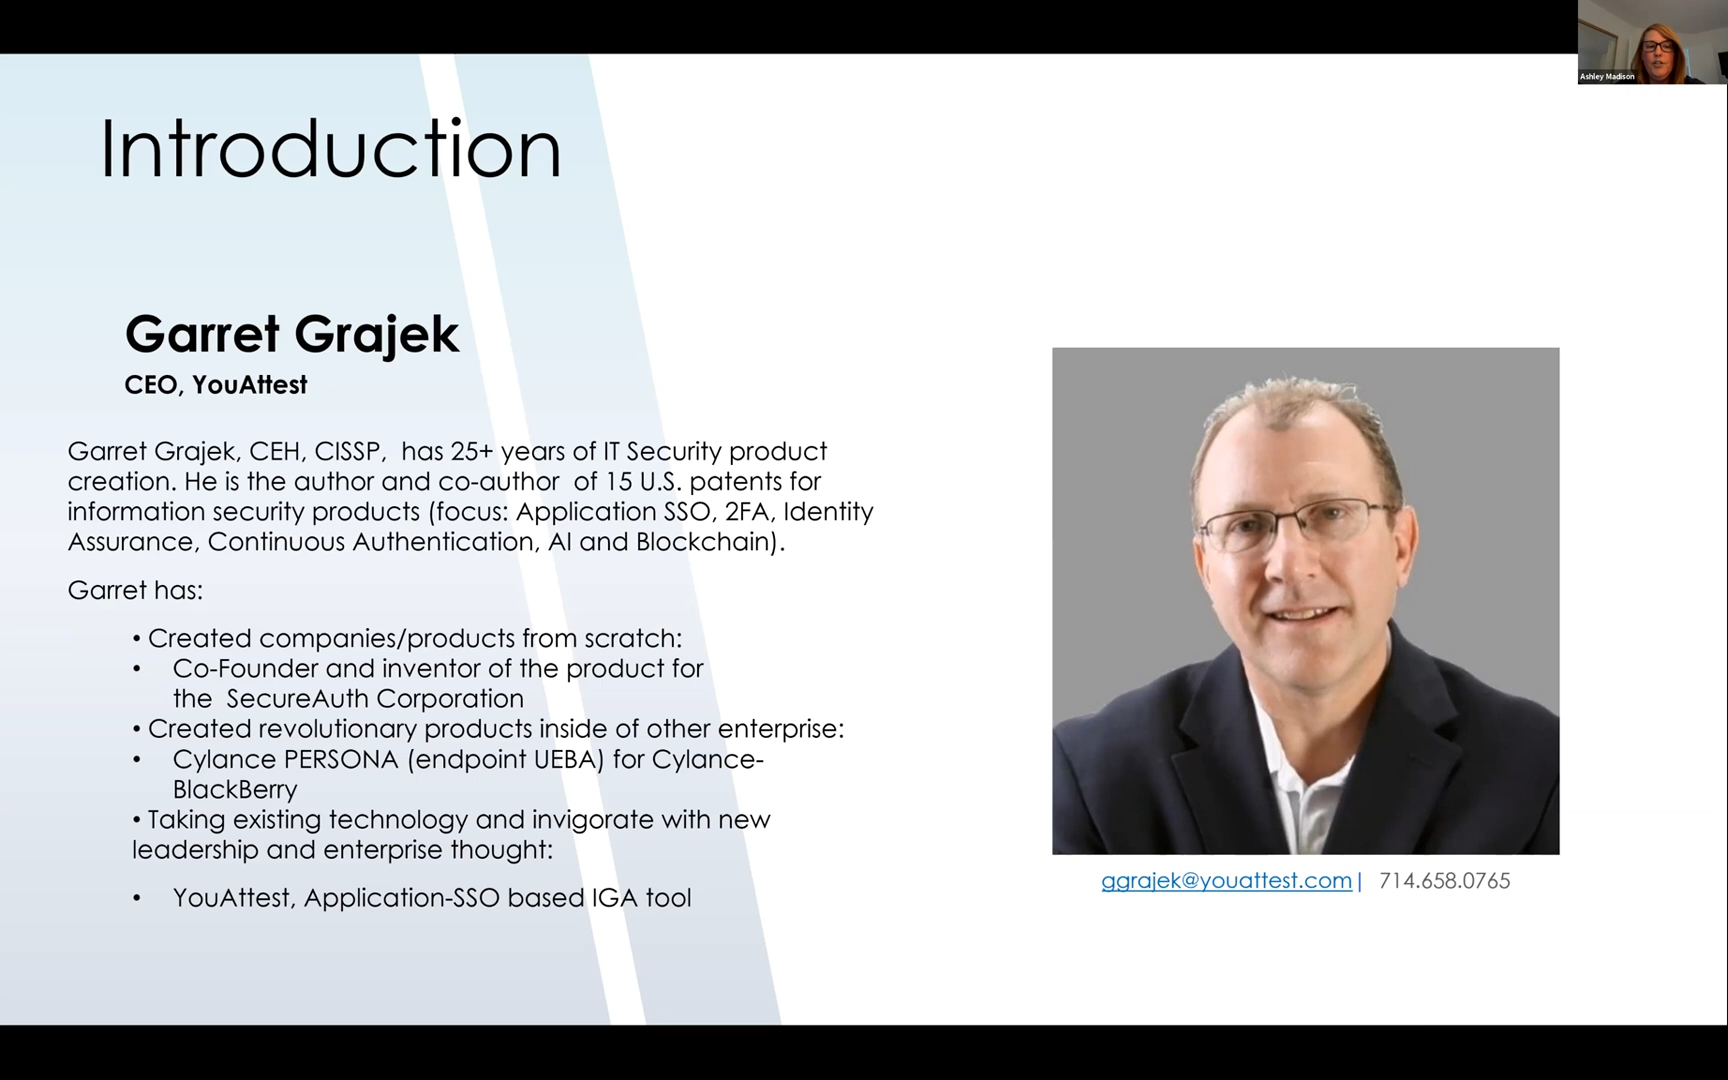 Ashley Madison
Introduction
Garret Grajek
CEO, YouAttest
Garret Grajek, CEH, CISSP,  has 25+ years of IT Security product
creation. He is the author and co-author  of 15 U.S. patents for
information security products (focus: Application SSO, 2FA, Identity
Assurance, Continuous Authentication, AI and Blockchain).
Garret has:
• Created companies/products from scratch:
• Co-Founder and inventor of the product for
the  SecureAuth Corporation
• Created revolutionary products inside of other enterprise:
• Cylance PERSONA (endpoint UEBA) for Cylance-
BlackBerry
• Taking existing technology and invigorate with new
leadership and enterprise thought:
• YouAttest, Application-SSO based IGA tool
ggrajek@youattest.com| 714.658.0765